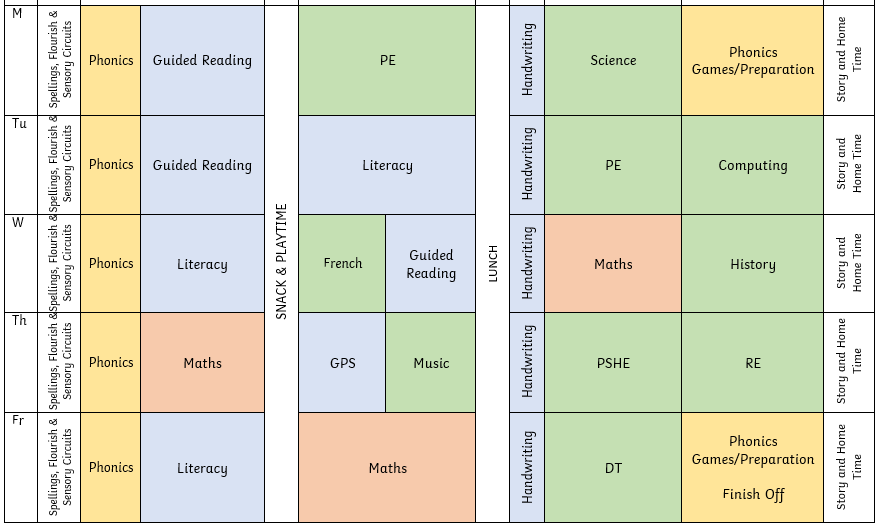 M
Spellings, Flourish &
Sensory Circuits
Phonics
Guided Reading
PE
Handwriting
Science
Phonics
Games/Preparation
Story and Home
Time
Tu
Spellings, Flourish &
Sensory Circuits
Phonics
Guided Reading
SNACK & PLAYTIME
Literacy
LUNCH
Handwriting
PE
Computing
Story and
Home Time
W
Spellings, Flourish &
Sensory Circuits
Phonics
Literacy
French
Guided
Reading
Handwriting
Maths
History
Story and
Home Time
Th
Spellings, Flourish &
Sensory Circuits
Phonics
Maths
GPS
Music
Handwriting
PSHE
RE
Story and Home
Time
Fr
Spellings, Flourish &
Sensory Circuits
Phonics
Literacy
Maths
Handwriting
DT
Phonics
Games/Preparation
Finish Off
Story and Home
Time